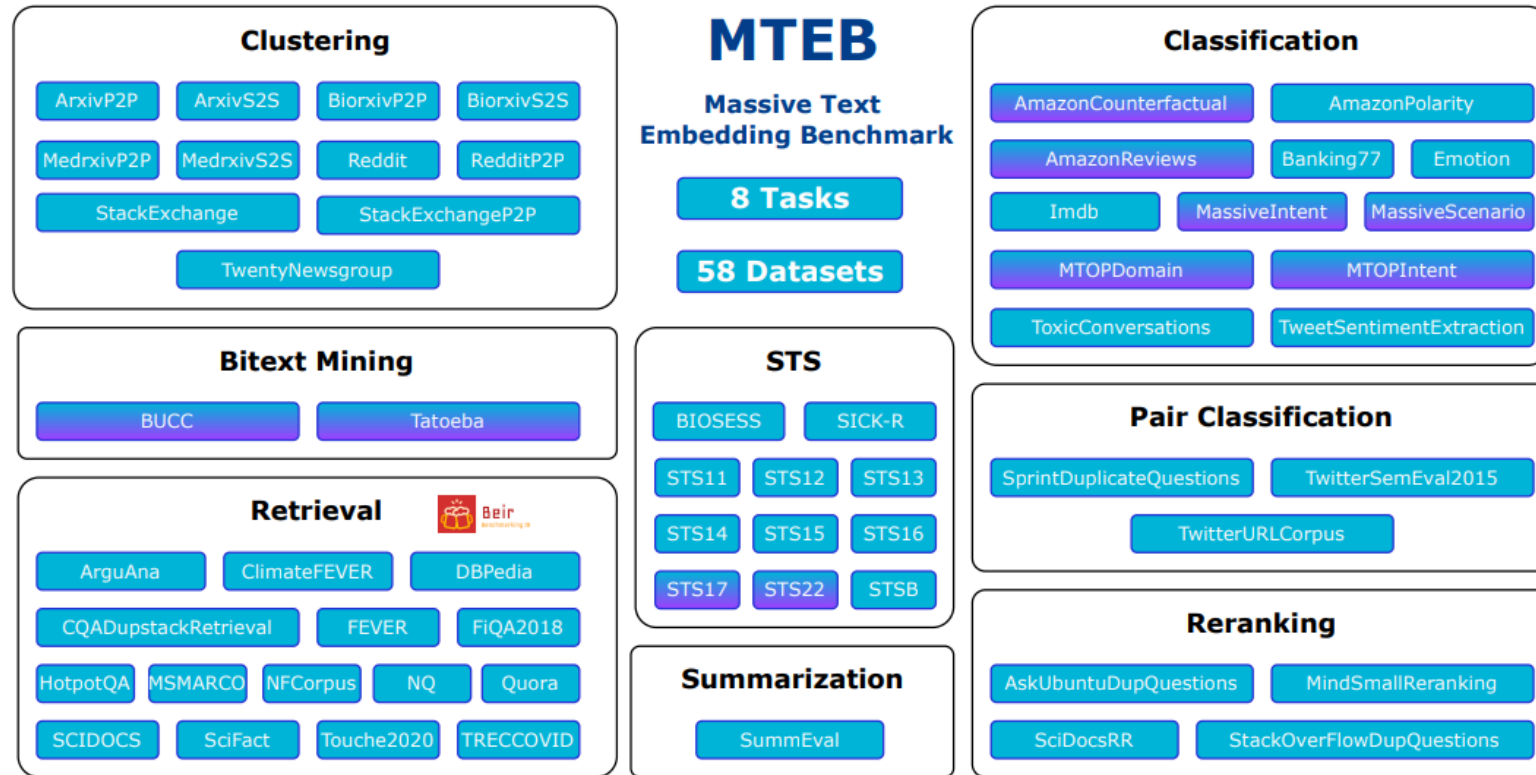 MTEB
Massive Text
Embedding Benchmark
8 Tasks
58 Datasets
Clustering
ArxivP2P ArxivS2S BiorxivP2P BiorxivS2S
MedrxivP2P MedrxivS2S Reddit RedditP2P
StackExchange StackExchangeP2P
TwentyNewsgroup
Bitext Mining
BUCC Tatoeba
Retrieval Beir
ArguAna ClimateFEVER DBPedia
CQADupstackRetrieval FEVER FiQA2018
HotpotQA MSMARCO NFCorpus NQ Quora
SCIDOCS SciFact Touche2020 TRECCOVID
STS
BIOSESS SICK-R
STS11 STS12 STS13
STS14 STS15 STS16
STS17 STS22 STSB
Summarization
SummEval
Classification
AmazonCounterfactual AmazonPolarity
AmazonReviews Banking77 Emotion
Imdb MassiveIntent MassiveScenario
MTOPDomain MTOPIntent
ToxicConversations TweetSentimentExtraction
Pair Classification
SprintDuplicateQuestions TwitterSemEval2015
TwitterURLCorpus
Reranking
AskUbuntuDupQuestions MindSmallReranking
SciDocsRR StackOverFlowDupQuestions